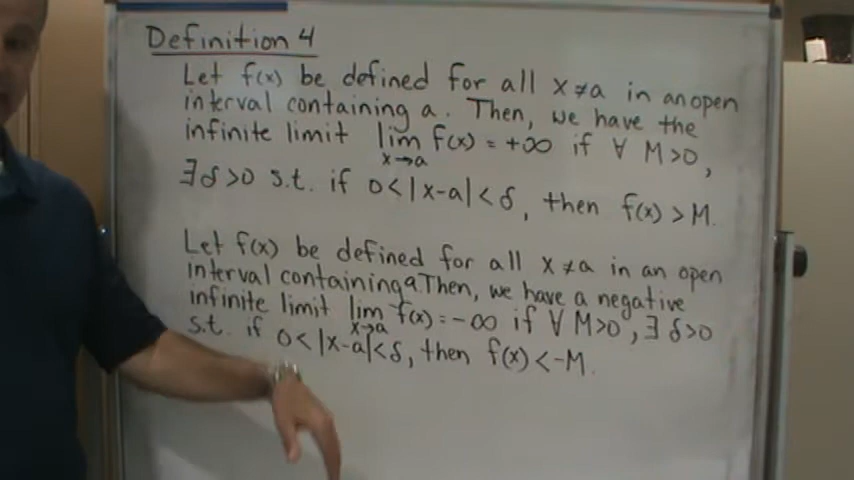 Definition 4
Let f(x) be defined for all x≠a in an open
interval containing a. Then, we have the
infinite limit lim x→a f(x) = +∞ if ∀ M>0,
∃ δ>0 s.t. if 0<|x-a|<δ, then f(x)>M.
Let f(x) be defined for all x≠a in an open
interval containing a. Then, we have a negative
infinite limit lim x→a f(x) = -∞ if ∀ M>0, ∃ δ>0
s.t. if 0<|x-a|<δ, then f(x)<-M.